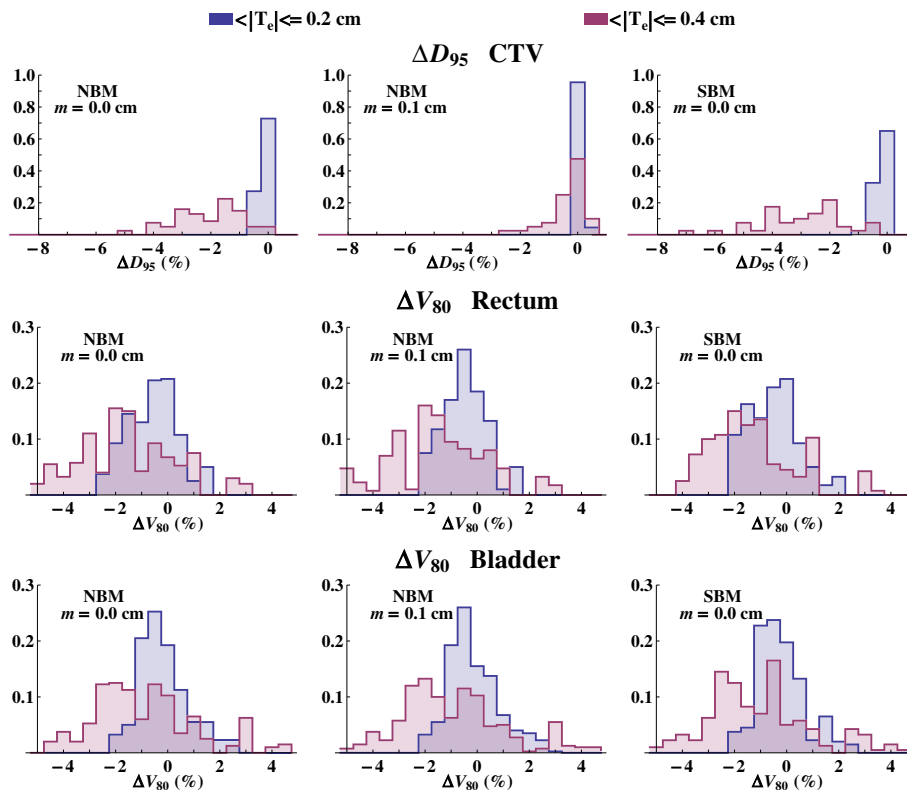 <|Tₑ|<= 0.2 cm <|Tₑ|<= 0.4 cm
ΔD₉₅ CTV
NBM
m = 0.0 cm
1.0
0.8
0.6
0.4
0.2
−8 −6 −4 −2 0
ΔD₉₅ (%)
NBM
m = 0.1 cm
1.0
0.8
0.6
0.4
0.2
−8 −6 −4 −2 0
ΔD₉₅ (%)
SBM
m = 0.0 cm
1.0
0.8
0.6
0.4
0.2
−8 −6 −4 −2 0
ΔD₉₅ (%)
ΔV₈₀ Rectum
NBM
m = 0.0 cm
0.3
0.2
0.1
−4 −2 0 2 4
ΔV₈₀ (%)
NBM
m = 0.1 cm
0.3
0.2
0.1
−4 −2 0 2 4
ΔV₈₀ (%)
SBM
m = 0.0 cm
0.3
0.2
0.1
−4 −2 0 2 4
ΔV₈₀ (%)
ΔV₈₀ Bladder
NBM
m = 0.0 cm
0.3
0.2
0.1
−4 −2 0 2 4
ΔV₈₀ (%)
NBM
m = 0.1 cm
0.3
0.2
0.1
−4 −2 0 2 4
ΔV₈₀ (%)
SBM
m = 0.0 cm
0.3
0.2
0.1
−4 −2 0 2 4
ΔV₈₀ (%)